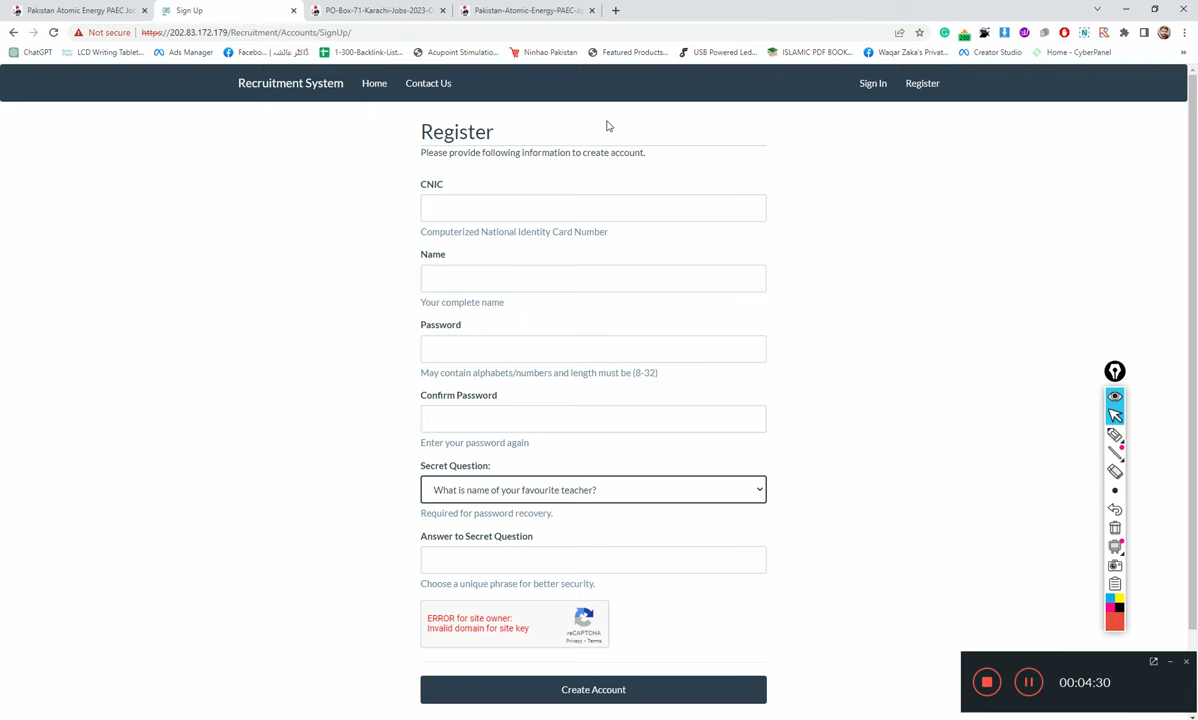 Pakistan Atomic Energy PAEC Job
Sign Up
PO-Box-71-Karachi-Jobs-2023-O
Pakistan-Atomic-Energy-PAEC-Jo
Not secure
https://202.83.172.179/Recruitment/Accounts/SignUp/
ChatGPT
LCD Writing Tablet...
Ads Manager
Facebo...
1-300-Backlink-List...
Acupoint Stimulatio...
Ninhao Pakistan
Featured Products...
USB Powered Led...
ISLAMIC PDF BOOK...
Waqar Zaka's Privat...
Creator Studio
Home - CyberPanel
»
Recruitment System
Home
Contact Us
Sign In
Register
Register
Please provide following information to create account.
CNIC
Computerized National Identity Card Number
Name
Your complete name
Password
May contain alphabets/numbers and length must be (8-32)
Confirm Password
Enter your password again
Secret Question:
What is name of your favourite teacher?
Required for password recovery.
Answer to Secret Question
Choose a unique phrase for better security.
ERROR for site owner:
Invalid domain for site key
reCAPTCHA
Privacy - Terms
Create Account
00:04:30